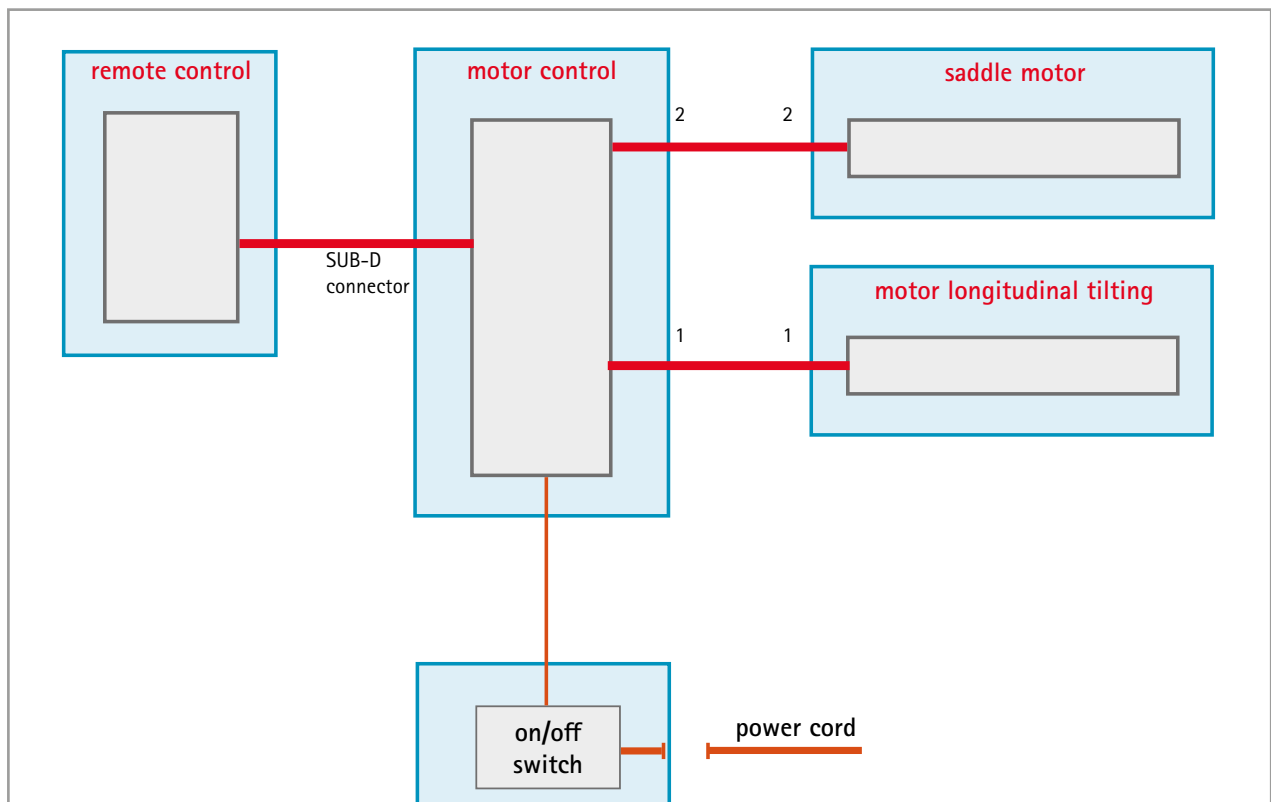 remote control
motor control
saddle motor
2
2
SUB-D
connector
motor longitudinal tilting
1
1
on/off
switch
power cord